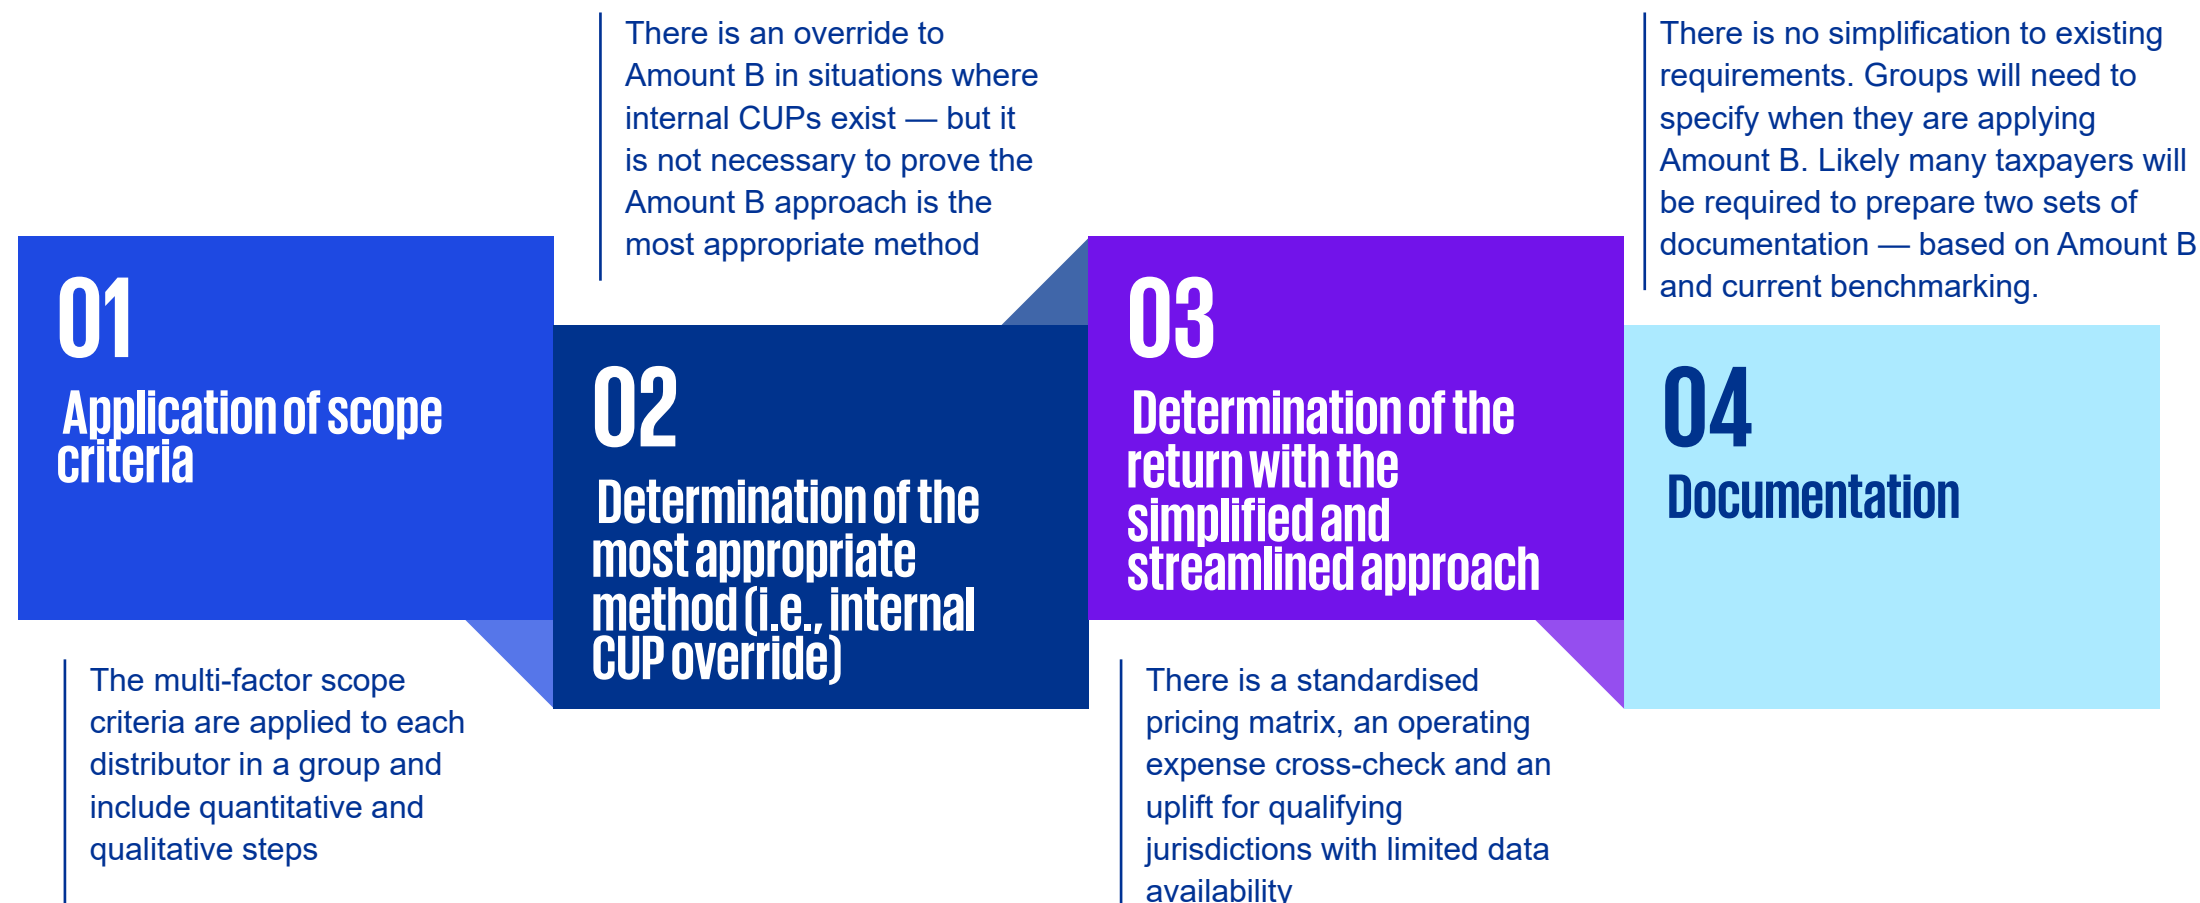 01
Application of scope
criteria
The multi-factor scope
criteria are applied to each
distributor in a group and
include quantitative and
qualitative steps
There is an override to
Amount B in situations where
internal CUPs exist — but it
is not necessary to prove the
Amount B approach is the
most appropriate method
02
Determination of the
most appropriate
method (i.e., internal
CUP override)
03
Determination of the
return with the
simplified and
streamlined approach
There is a standardised
pricing matrix, an operating
expense cross-check and an
uplift for qualifying
jurisdictions with limited data
availability
There is no simplification to existing
requirements. Groups will need to
specify when they are applying
Amount B. Likely many taxpayers will
be required to prepare two sets of
documentation — based on Amount B
and current benchmarking.
04
Documentation